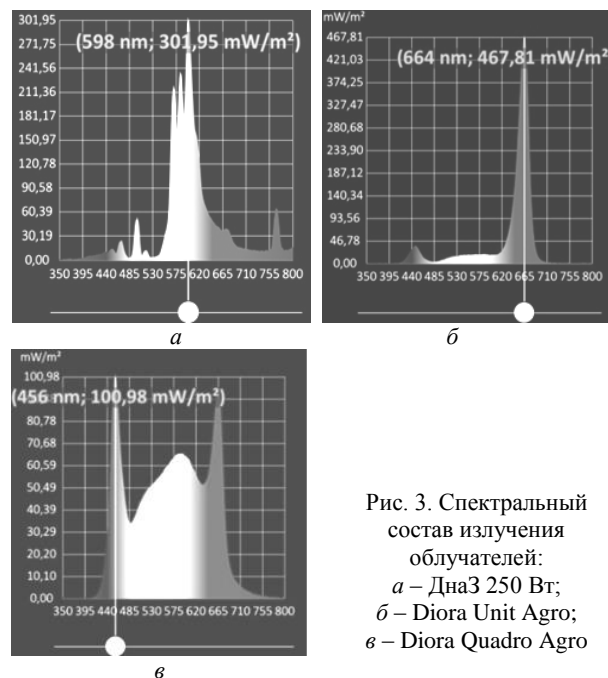 301,95
(598 nm; 301,95 mW/m²)
271,75
241,56
211,36
181,17
150,97
120,78
90,58
60,39
30,19
0,00
350 395 440 485 530 575 620 665 710 755 800
а
mW/m²
467,81
(664 nm; 467,81 mW/m²
421,03
374,25
327,47
280,68
233,90
187,12
140,34
93,56
46,78
0,00
350 395 440 485 530 575 620 665 710 755 800
б
mW/m²
100,98
(456 nm; 100,98 mW/m²)
80,78
70,68
60,59
50,49
40,39
30,29
20,20
10,10
0,00
350 395 440 485 530 575 620 665 710 755 800
в
Рис. 3. Спектральный
состав излучения
облучателей:
а – ДнаЗ 250 Вт;
б – Diora Unit Agro;
в – Diora Quadro Agro